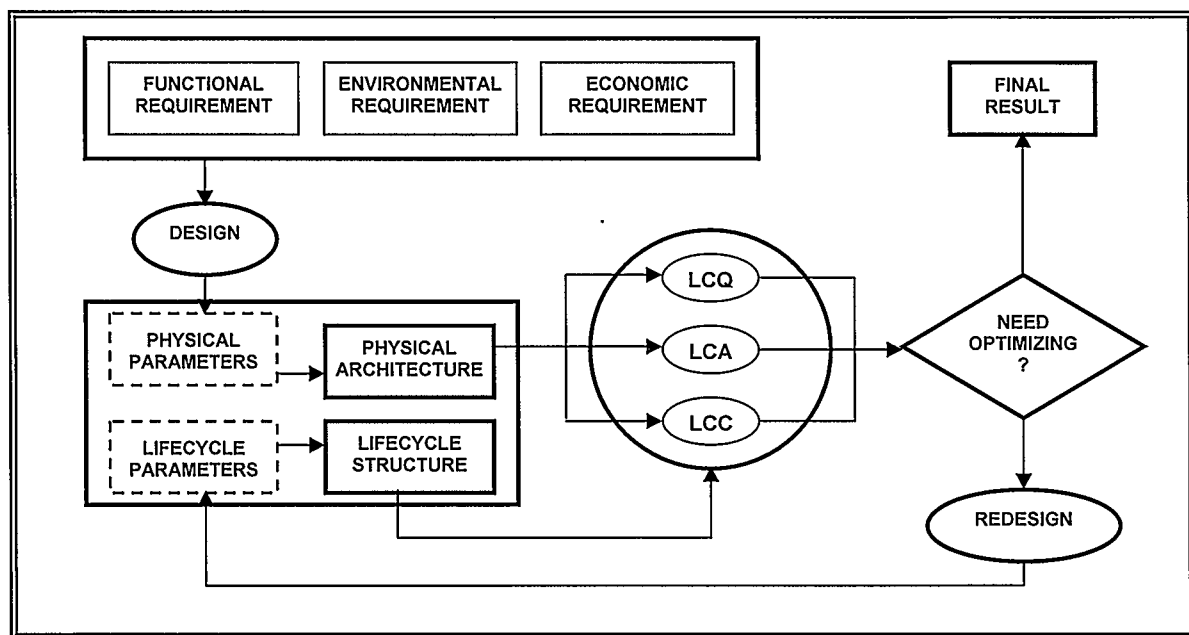 FUNCTIONAL
REQUIREMENT
ENVIRONMENTAL
REQUIREMENT
ECONOMIC
REQUIREMENT
FINAL
RESULT
DESIGN
PHYSICAL
PARAMETERS
PHYSICAL
ARCHITECTURE
LIFECYCLE
PARAMETERS
LIFECYCLE
STRUCTURE
LCQ
LCA
LCC
NEED
OPTIMIZING
?
REDESIGN